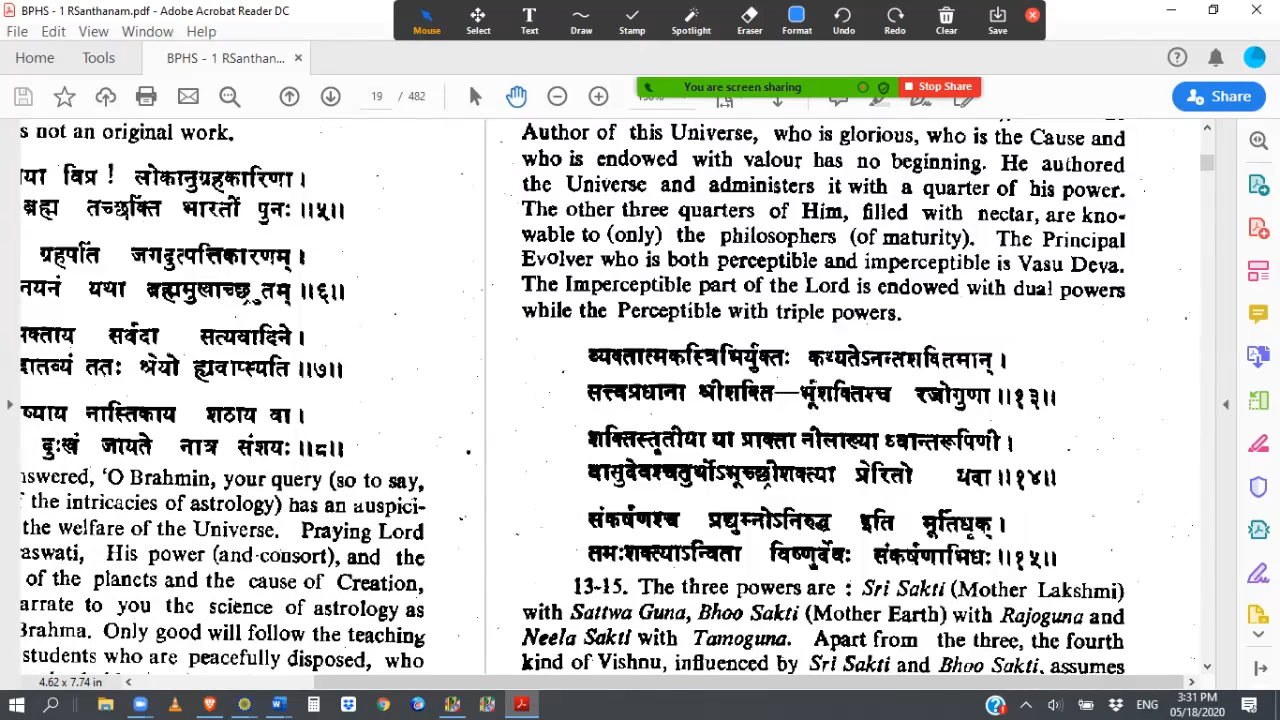 BPHS - 1 RSanthanam.pdf - Adobe Acrobat Reader DC
File Edit View Window Help
Mouse Select Text Draw Stamp Spotlight Eraser Format Undo Redo Clear Save
Home Tools BPHS - 1 RSanthan... ×
You are screen sharing Stop Share
19 / 482
Share
s not an original work.
या विप्र ! लोकानुग्रहकारिणा।
ब्रह्म तच्छक्तिं भारतीं पुनः॥५॥
ग्रहपतिं जगदुत्पत्तिकारणम्।
नयनं यथा ब्रह्ममुखाच्छ्रुतम्॥६॥
भक्ताय सर्वदा सत्यवादिने।
दातव्यं ततः श्रेयो ह्यवाप्स्यति॥७॥
ष्याय नास्तिकाय शठाय वा।
दुःखं जायते नात्र संशयः॥८॥
nswered, ‘O Brahmin, your query (so to say,
f the intricacies of astrology) has an auspici-
the welfare of the Universe. Praying Lord
aswati, His power (and consort), and the
of the planets and the cause of Creation,
arrate to you the science of astrology as
Brahma. Only good will follow the teaching
students who are peacefully disposed, who
Author of this Universe, who is glorious, who is the Cause and
who is endowed with valour has no beginning. He authored
the Universe and administers it with a quarter of his power.
The other three quarters of Him, filled with nectar, are kno-
wable to (only) the philosophers (of maturity). The Principal
Evolver who is both perceptible and imperceptible is Vasu Deva.
The Imperceptible part of the Lord is endowed with dual powers
while the Perceptible with triple powers.
व्यक्तात्मकस्त्रिभिर्युक्तः कथ्यतेऽनन्तशक्तिमान्।
सत्त्वप्रधाना श्रीशक्ति—र्भूशक्तिश्च रजोगुणा॥१३॥
शक्तिस्तृतीया या प्राक्ता नीलाख्या ध्वान्तरूपिणी।
वासुदेवश्चतुर्थोऽभूच्छ्रीशक्त्या प्रेरितो यदा॥१४॥
संकर्षणश्च प्रद्युम्नोऽनिरुद्ध इति मूर्तिधृक्।
तमःशक्त्याऽन्विता विष्णुर्देवः संकर्षणाभिधः॥१५॥
13-15. The three powers are : Sri Sakti (Mother Lakshmi)
with Sattwa Guna, Bhoo Sakti (Mother Earth) with Rajoguna and
Neela Sakti with Tamoguna. Apart from the three, the fourth
kind of Vishnu, influenced by Sri Sakti and Bhoo Sakti, assumes
4.62 x 7.74 in
ENG
3:31 PM
05/18/2020